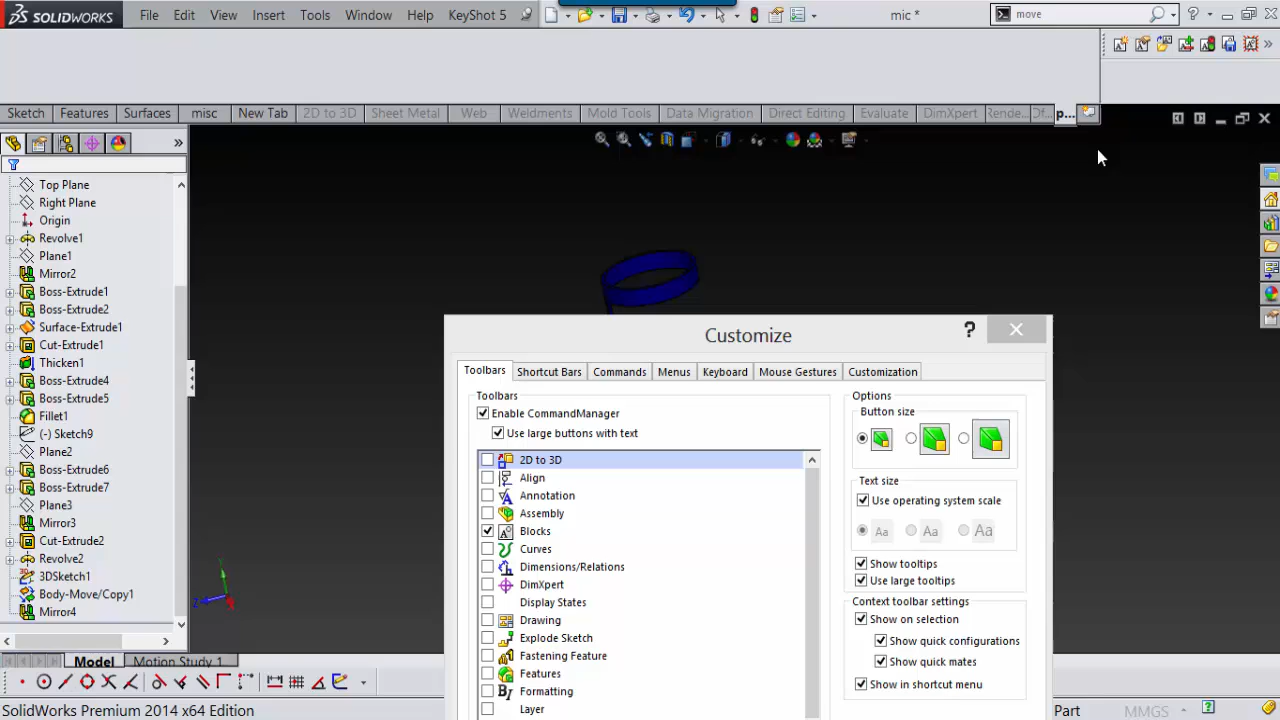 SOLIDWORKS File Edit View Insert Tools Window Help KeyShot 5 mic * move
Sketch Features Surfaces misc New Tab 2D to 3D Sheet Metal Web Weldments Mold Tools Data Migration Direct Editing Evaluate DimXpert Rende... Of... p...
Top Plane
Right Plane
Origin
Revolve1
Plane1
Mirror2
Boss-Extrude1
Boss-Extrude2
Surface-Extrude1
Cut-Extrude1
Thicken1
Boss-Extrude4
Boss-Extrude5
Fillet1
(-) Sketch9
Plane2
Boss-Extrude6
Boss-Extrude7
Plane3
Mirror3
Cut-Extrude2
Revolve2
3DSketch1
Body-Move/Copy1
Mirror4
Customize
Toolbars Shortcut Bars Commands Menus Keyboard Mouse Gestures Customization
Toolbars
Enable CommandManager
Use large buttons with text
2D to 3D
Align
Annotation
Assembly
Blocks
Curves
Dimensions/Relations
DimXpert
Display States
Drawing
Explode Sketch
Fastening Feature
Features
Formatting
Layer
Options
Button size
Text size
Use operating system scale
Aa Aa Aa
Show tooltips
Use large tooltips
Context toolbar settings
Show on selection
Show quick configurations
Show quick mates
Show in shortcut menu
Model Motion Study 1
SolidWorks Premium 2014 x64 Edition Part MMGS